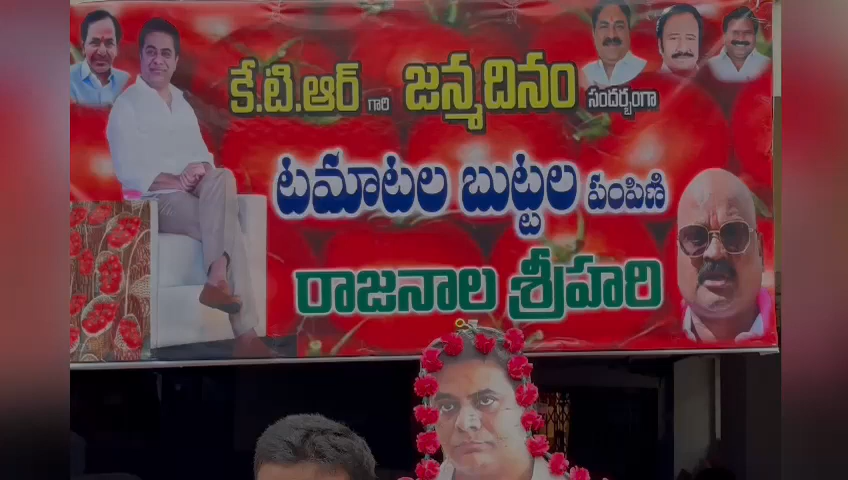 కే.టి.ఆర్ గారి జన్మదినం సందర్భంగా
టమాటల బుట్టల పంపిణి
రాజనాల శ్రీహరి